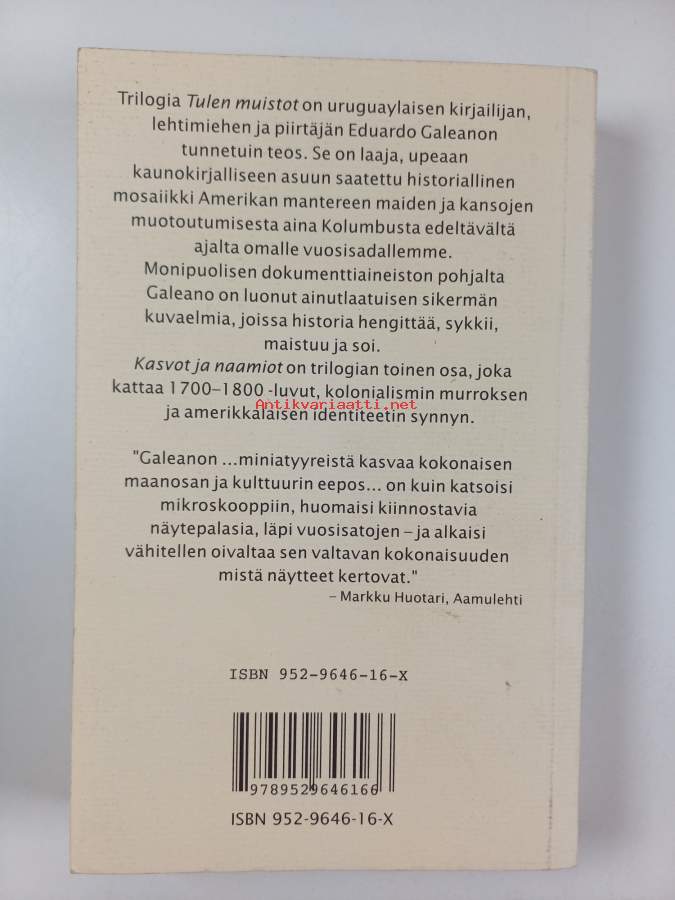 Trilogia Tulen muistot on uruguaylaisen kirjailijan,
lehtimiehen ja piirtäjän Eduardo Galeanon
tunnetuin teos. Se on laaja, upeaan
kaunokirjalliseen asuun saatettu historiallinen
mosaiikki Amerikan mantereen maiden ja kansojen
muotoutumisesta aina Kolumbusta edeltävältä
ajalta omalle vuosisadallemme.
Monipuolisen dokumenttiaineiston pohjalta
Galeano on luonut ainutlaatuisen sikermän
kuvaelmia, joissa historia hengittää, sykkii,
maistuu ja soi.
Kasvot ja naamiot on trilogian toinen osa, joka
kattaa 1700–1800 -luvut, kolonialismin murroksen
Antikvariaatti.net
ja amerikkalaisen identiteetin synnyn.
"Galeanon ...miniatyyreistä kasvaa kokonaisen
maanosan ja kulttuurin eepos... on kuin katsoisi
mikroskooppiin, huomaisi kiinnostavia
näytepalasia, läpi vuosisatojen – ja alkaisi
vähitellen oivaltaa sen valtavan kokonaisuuden
mistä näytteet kertovat."
– Markku Huotari, Aamulehti
ISBN 952-9646-16-X
9789529646166
ISBN 952-9646-16-X